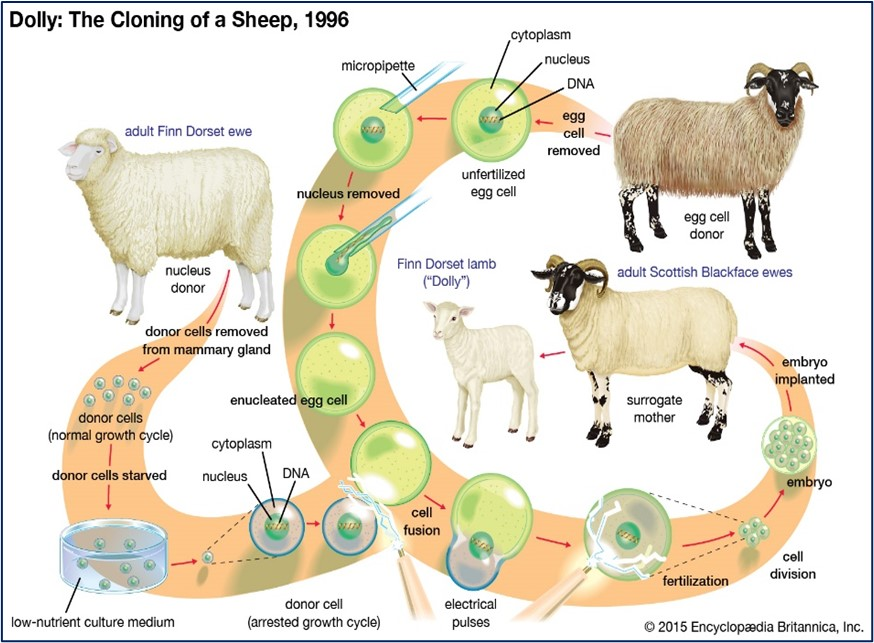 Dolly: The Cloning of a Sheep, 1996
cytoplasm
nucleus
DNA
micropipette
adult Finn Dorset ewe
egg
cell
removed
unfertilized
egg cell
nucleus removed
egg cell
donor
nucleus
donor
Finn Dorset lamb
(“Dolly”)
adult Scottish Blackface ewes
donor cells removed
from mammary gland
embryo
implanted
enucleated egg cell
surrogate
mother
donor cells
(normal growth cycle)
cytoplasm
donor cells starved
nucleus
DNA
embryo
cell
fusion
cell
division
fertilization
low-nutrient culture medium
donor cell
(arrested growth cycle)
electrical
pulses
© 2015 Encyclopædia Britannica, Inc.